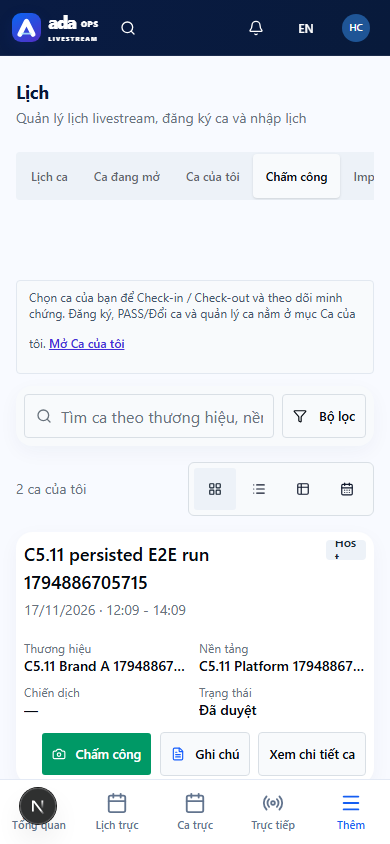 ada OPS
LIVESTREAM
EN
HC
Lịch
Quản lý lịch livestream, đăng ký ca và nhập lịch
Lịch ca
Ca đang mở
Ca của tôi
Chấm công
Imp
Chọn ca của bạn để Check-in / Check-out và theo dõi minh
chứng. Đăng ký, PASS/Đổi ca và quản lý ca nằm ở mục Ca của
tôi. Mở Ca của tôi
Tìm ca theo thương hiệu, nền
Bộ lọc
2 ca của tôi
C5.11 persisted E2E run
1794886705715
Hos
t
17/11/2026 · 12:09 - 14:09
Thương hiệu
Nền tảng
C5.11 Brand A 17948867...
C5.11 Platform 17948867...
Chiến dịch
Trạng thái
—
Đã duyệt
Chấm công
Ghi chú
Xem chi tiết ca
N
Tổng quan
Lịch trực
Ca trực
Trực tiếp
Thêm